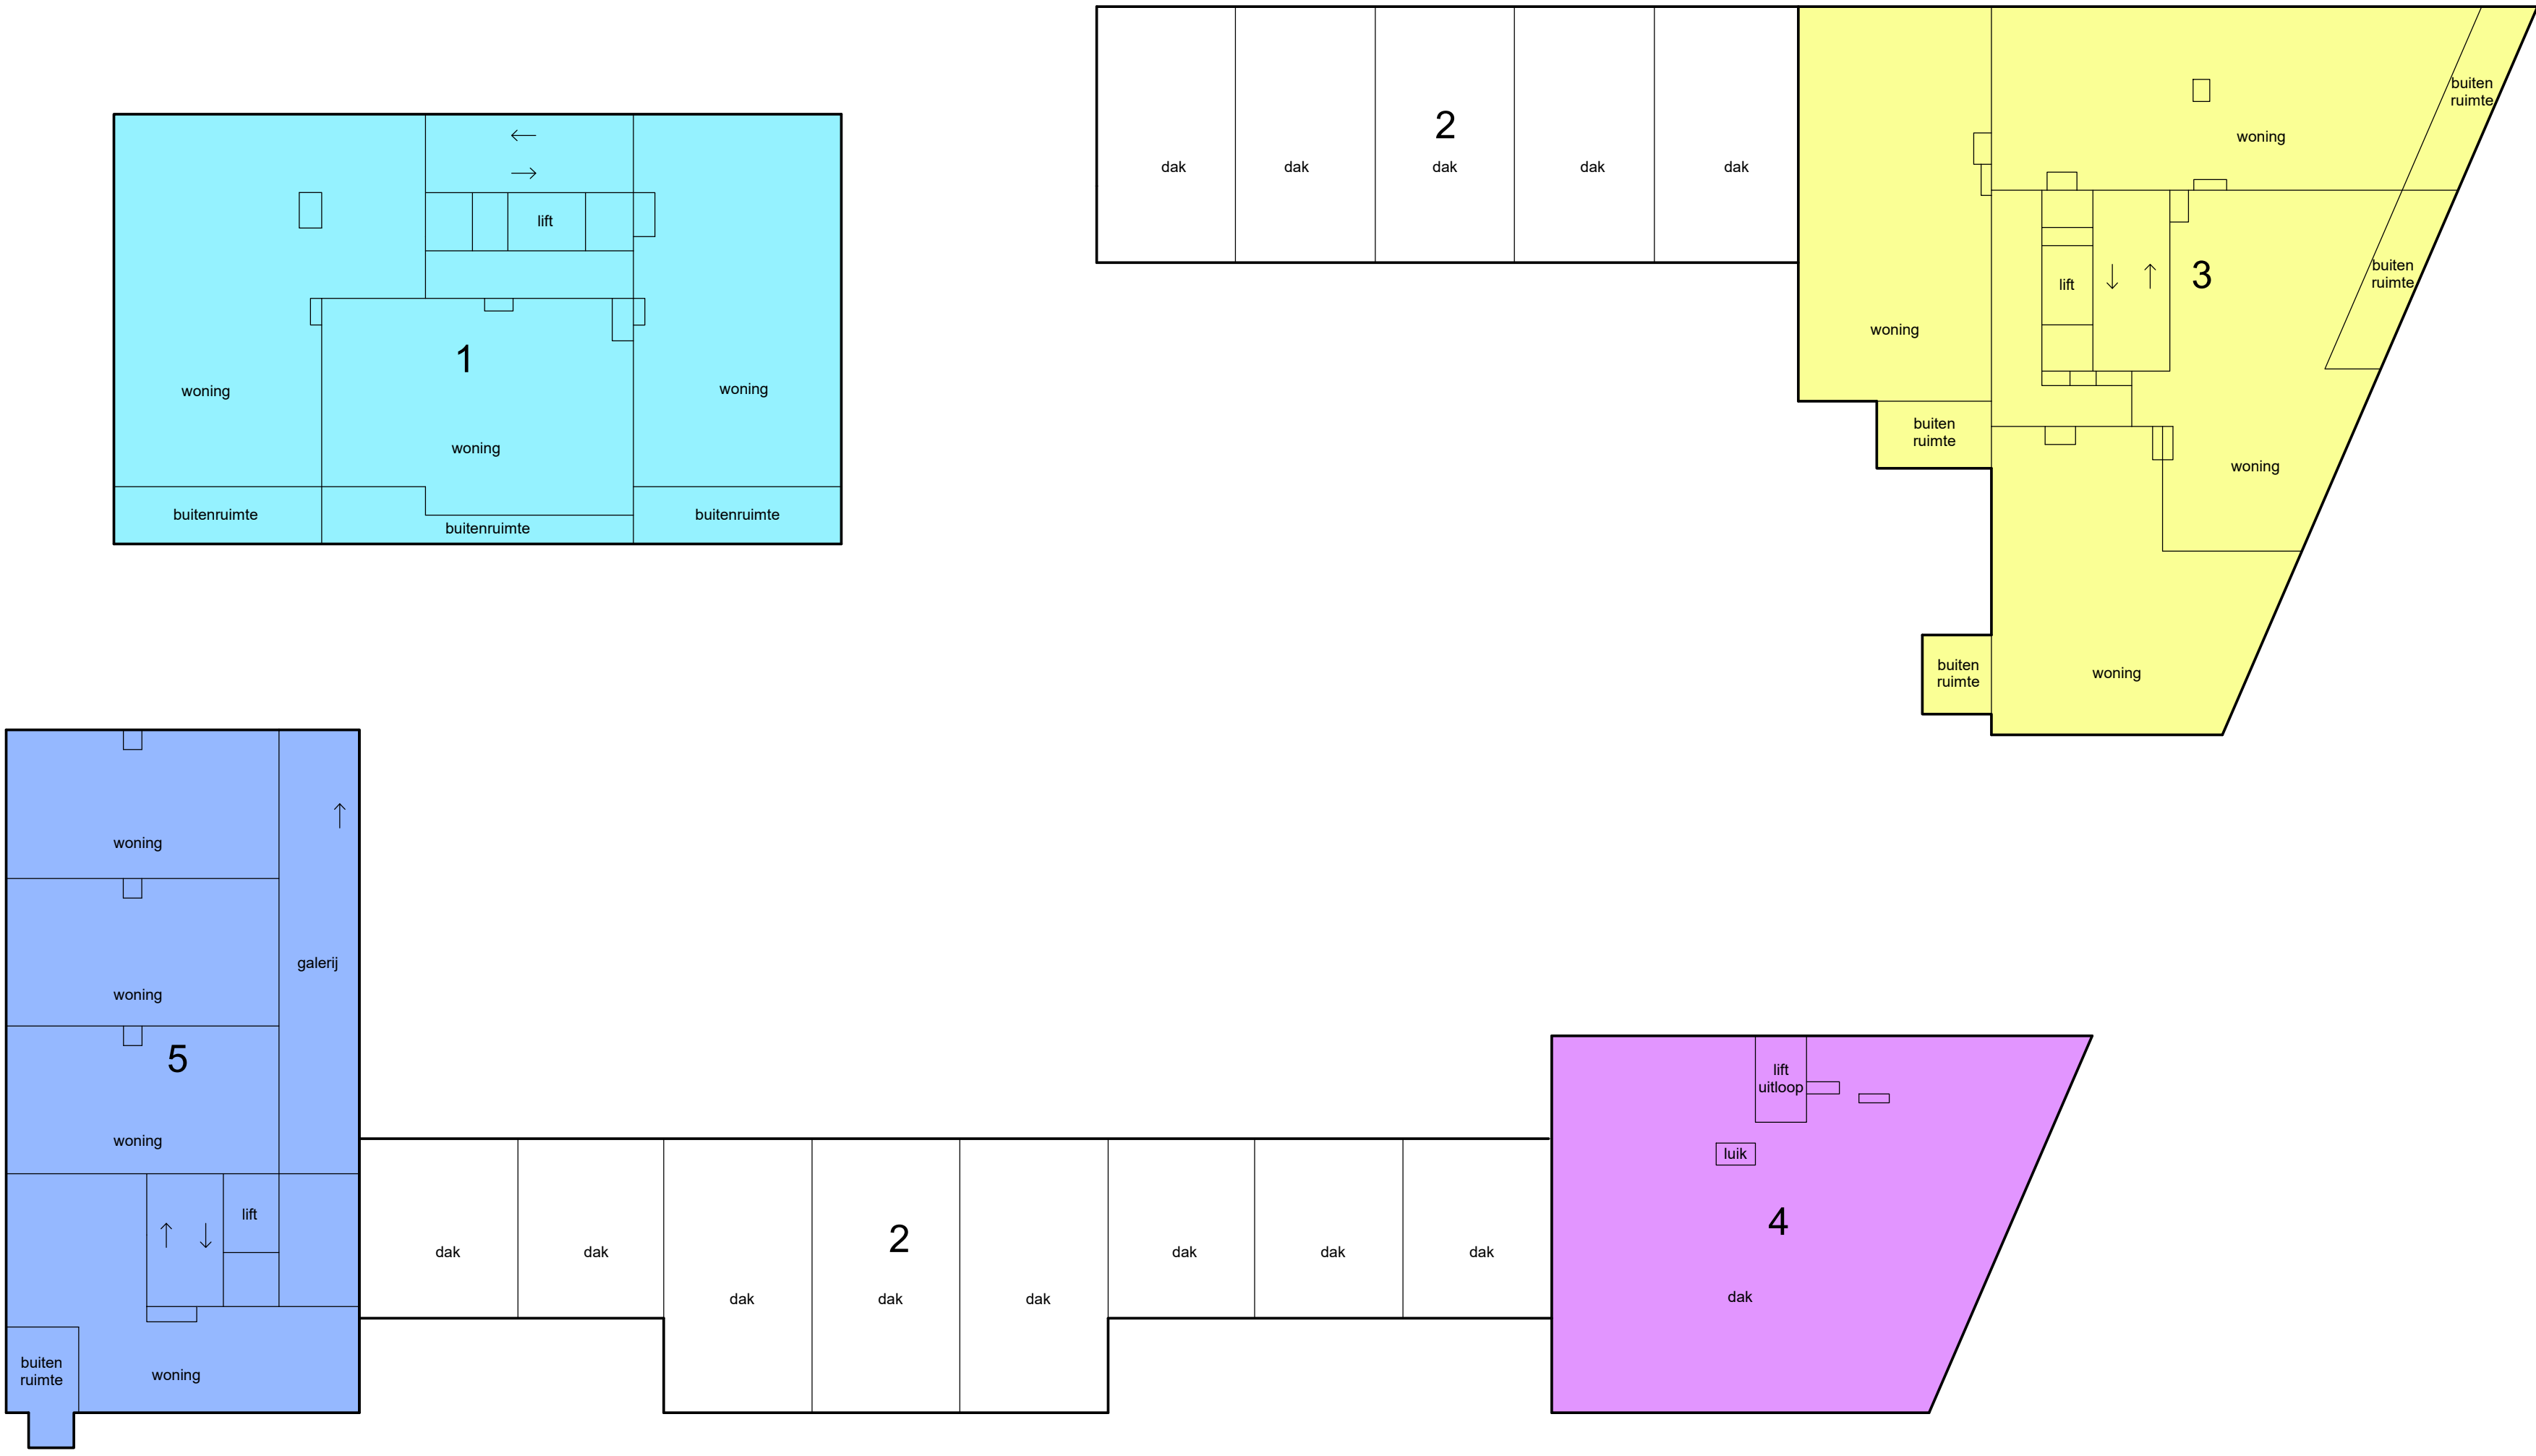 lift
1
woning
woning
woning
buitenruimte
buitenruimte
buitenruimte
2
dak
dak
dak
dak
dak
buiten
ruimte
woning
buiten
ruimte
lift
3
woning
buiten
ruimte
woning
buiten
ruimte
woning
woning
galerij
woning
5
woning
lift
buiten
ruimte
woning
2
dak
dak
dak
dak
dak
dak
dak
dak
lift
uitloop
luik
4
dak